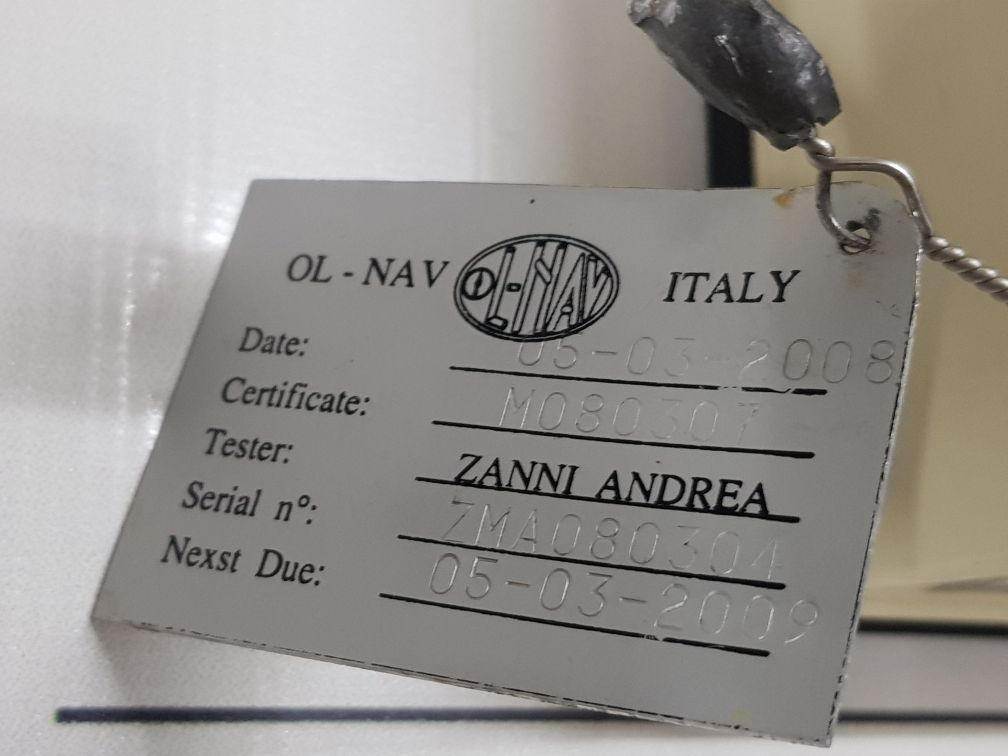 OL - NAV OL-NAV ITALY
Date: 05-03-2008
Certificate: M080307
Tester: ZANNI ANDREA
Serial n°: ZMA080304
Nexst Due: 05-03-2009